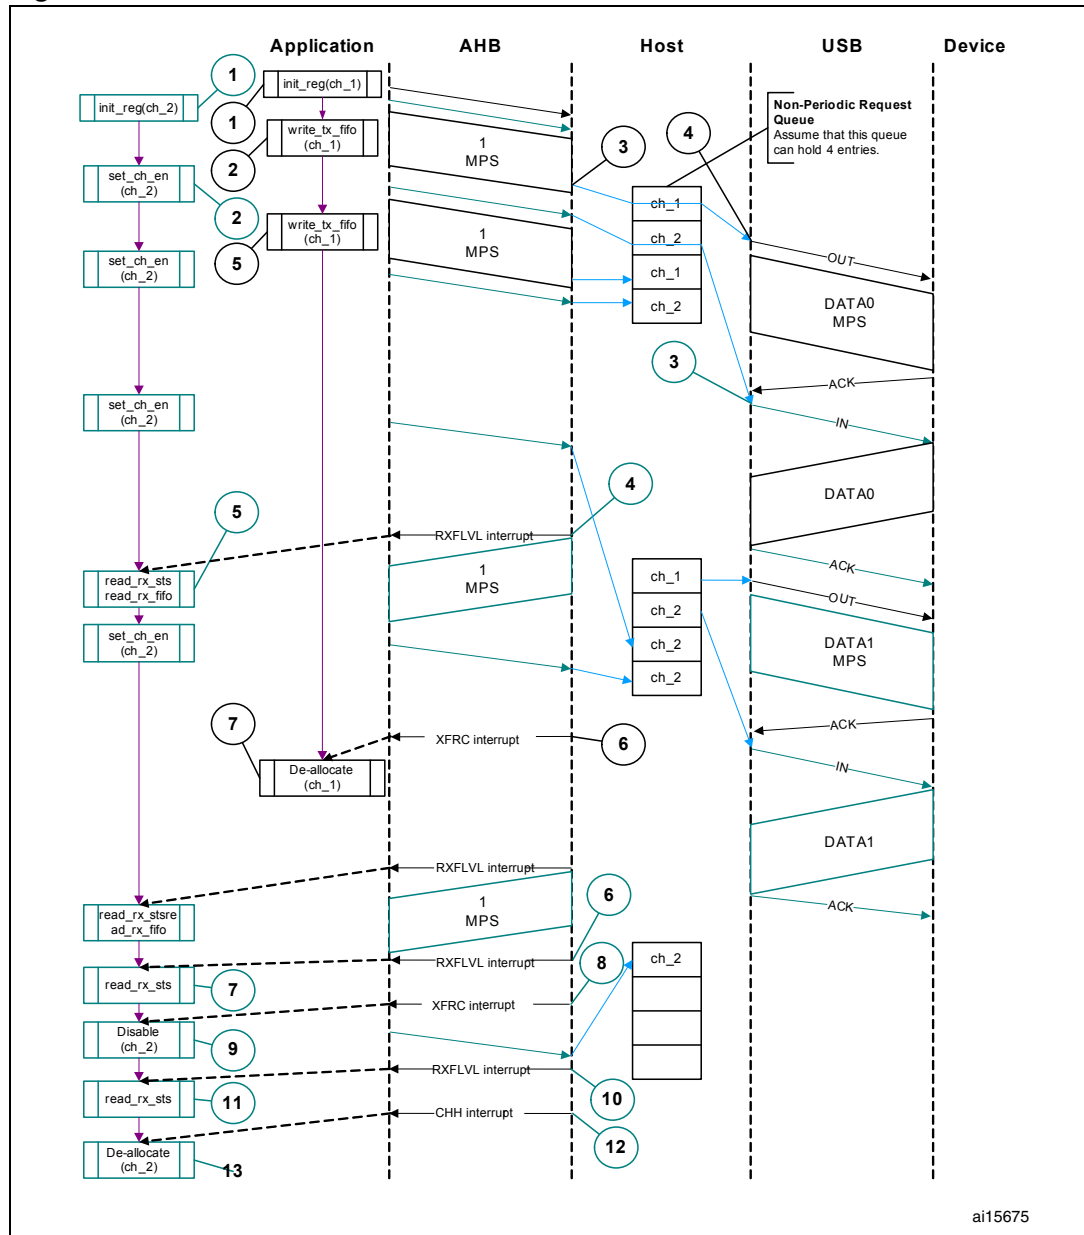 Application
AHB
Host
USB
Device
1
init_reg(ch_2)
init_reg(ch_1)
1
Non-Periodic Request
Queue
Assume that this queue
can hold 4 entries.
write_tx_fifo
(ch_1)
2
1
MPS
3
4
set_ch_en
(ch_2)
2
ch_1
write_tx_fifo
(ch_1)
5
1
MPS
ch_2
set_ch_en
(ch_2)
ch_1
OUT
ch_2
DATA0
MPS
3
ACK
set_ch_en
(ch_2)
IN
5
4
DATA0
RXFLVL interrupt
read_rx_sts
read_rx_fifo
1
MPS
ch_1
ACK
OUT
ch_2
set_ch_en
(ch_2)
ch_2
DATA1
MPS
ch_2
7
ACK
XFRC interrupt
6
De-allocate
(ch_1)
IN
DATA1
RXFLVL interrupt
read_rx_stsre
ad_rx_fifo
1
MPS
6
ACK
RXFLVL interrupt
8
ch_2
read_rx_sts
7
XFRC interrupt
Disable
(ch_2)
9
RXFLVL interrupt
read_rx_sts
11
10
CHH interrupt
12
De-allocate
(ch_2)
13
ai15675